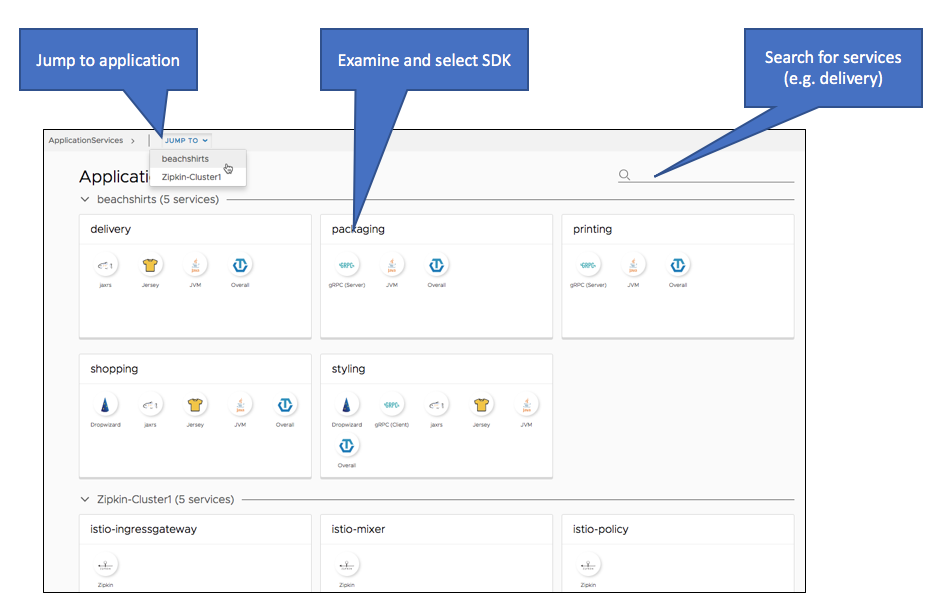 Jump to application
Examine and select SDK
Search for services
(e.g. delivery)
ApplicationServices > JUMP TO
beachshirts
Zipkin-Cluster1
Applicati
beachshirts (5 services)
delivery
packaging
printing
jaxrs Jersey JVM Overall
gRPC (Server) JVM Overall
gRPC (Server) JVM Overall
shopping
styling
Dropwizard jaxrs Jersey JVM Overall
Dropwizard gRPC (Client) jaxrs Jersey JVM
Overall
Zipkin-Cluster1 (5 services)
istio-ingressgateway
istio-mixer
istio-policy
Zipkin
Zipkin
Zipkin